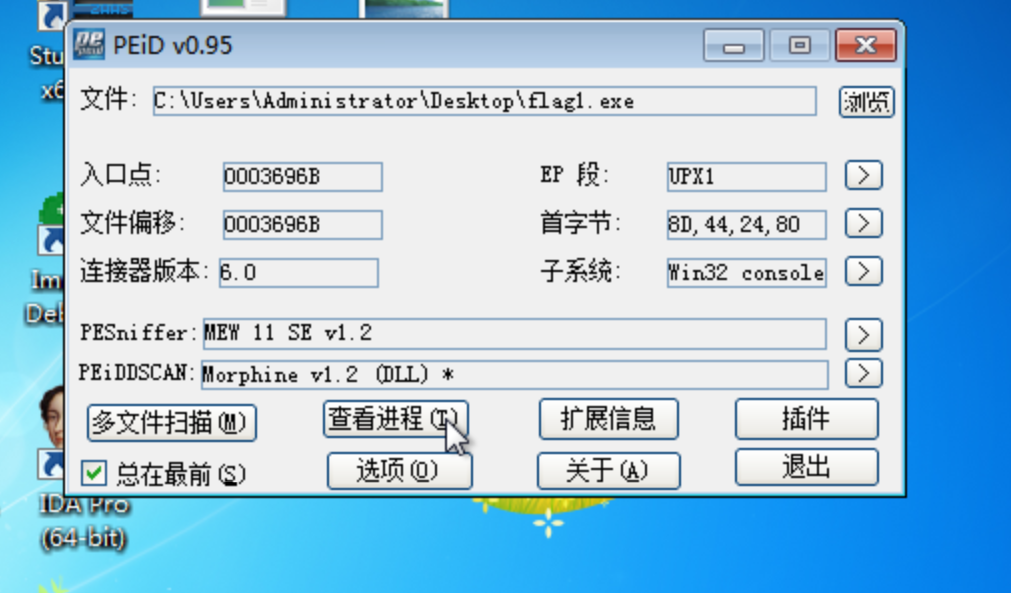 Stu
PEiD v0.95
x6
文件: C:\Users\Administrator\Desktop\flag1.exe 浏览
入口点: 0003696B EP 段: UPX1 >
文件偏移: 0003696B 首字节: 8D,44,24,80 >
连接器版本: 6.0 子系统: Win32 console >
Im
De
PESniffer: MEW 11 SE v1.2 >
PEiDDSCAN: Morphine v1.2 (DLL) * >
多文件扫描(M) 查看进程(T) 扩展信息 插件
总在最前(S) 选项(O) 关于(A) 退出
IDA Pro
(64-bit)